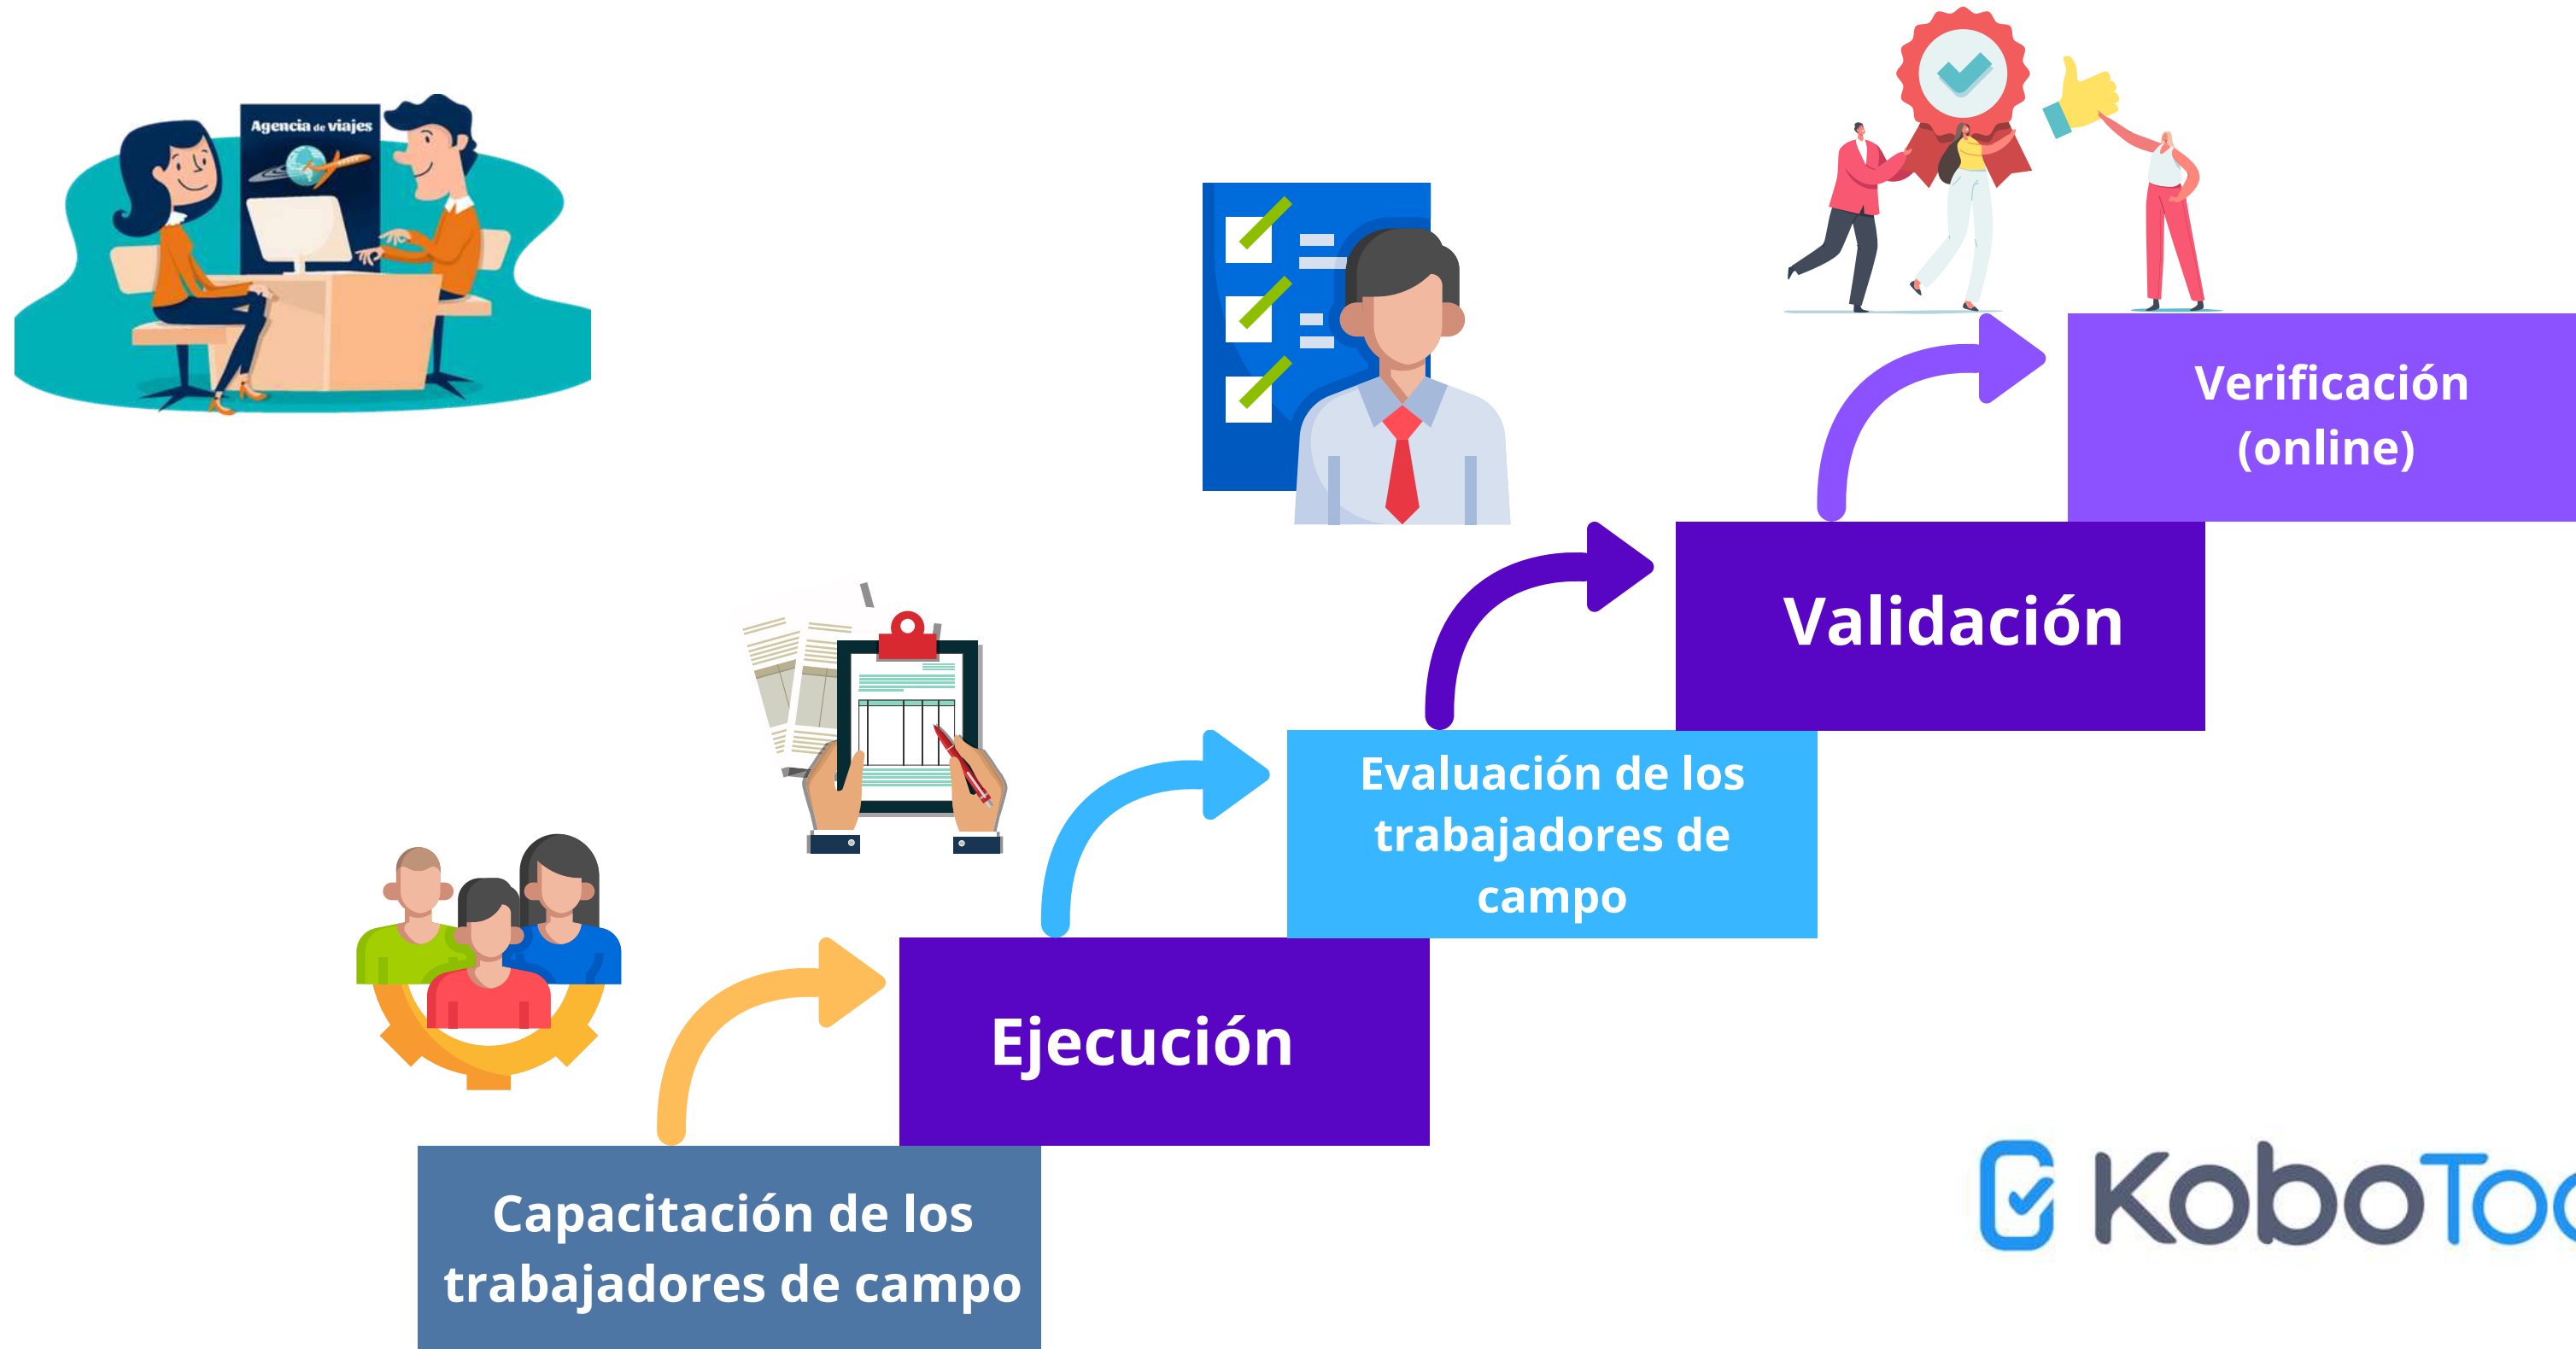 Agencia de viajes
Verificación
(online)
Validación
Evaluación de los
trabajadores de
campo
Ejecución
Capacitación de los
trabajadores de campo
KoboToo